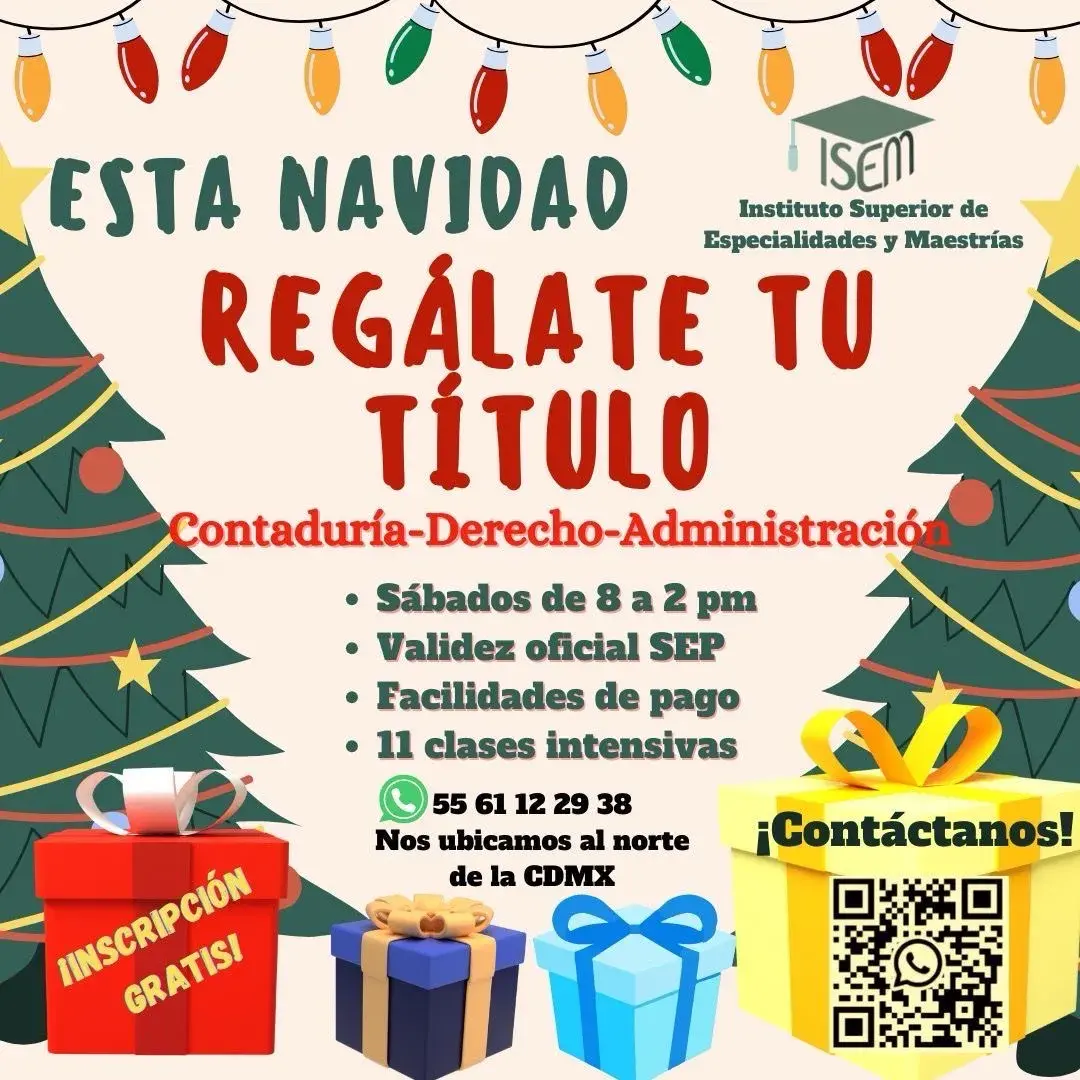 ESTA NAVIDAD
ISEM
Instituto Superior de
Especialidades y Maestrías
REGÁLATE TU
TÍTULO
Contaduría-Derecho-Administración
• Sábados de 8 a 2 pm
• Validez oficial SEP
• Facilidades de pago
• 11 clases intensivas
55 61 12 29 38
Nos ubicamos al norte
de la CDMX
¡Contáctanos!
¡INSCRIPCIÓN
GRATIS!